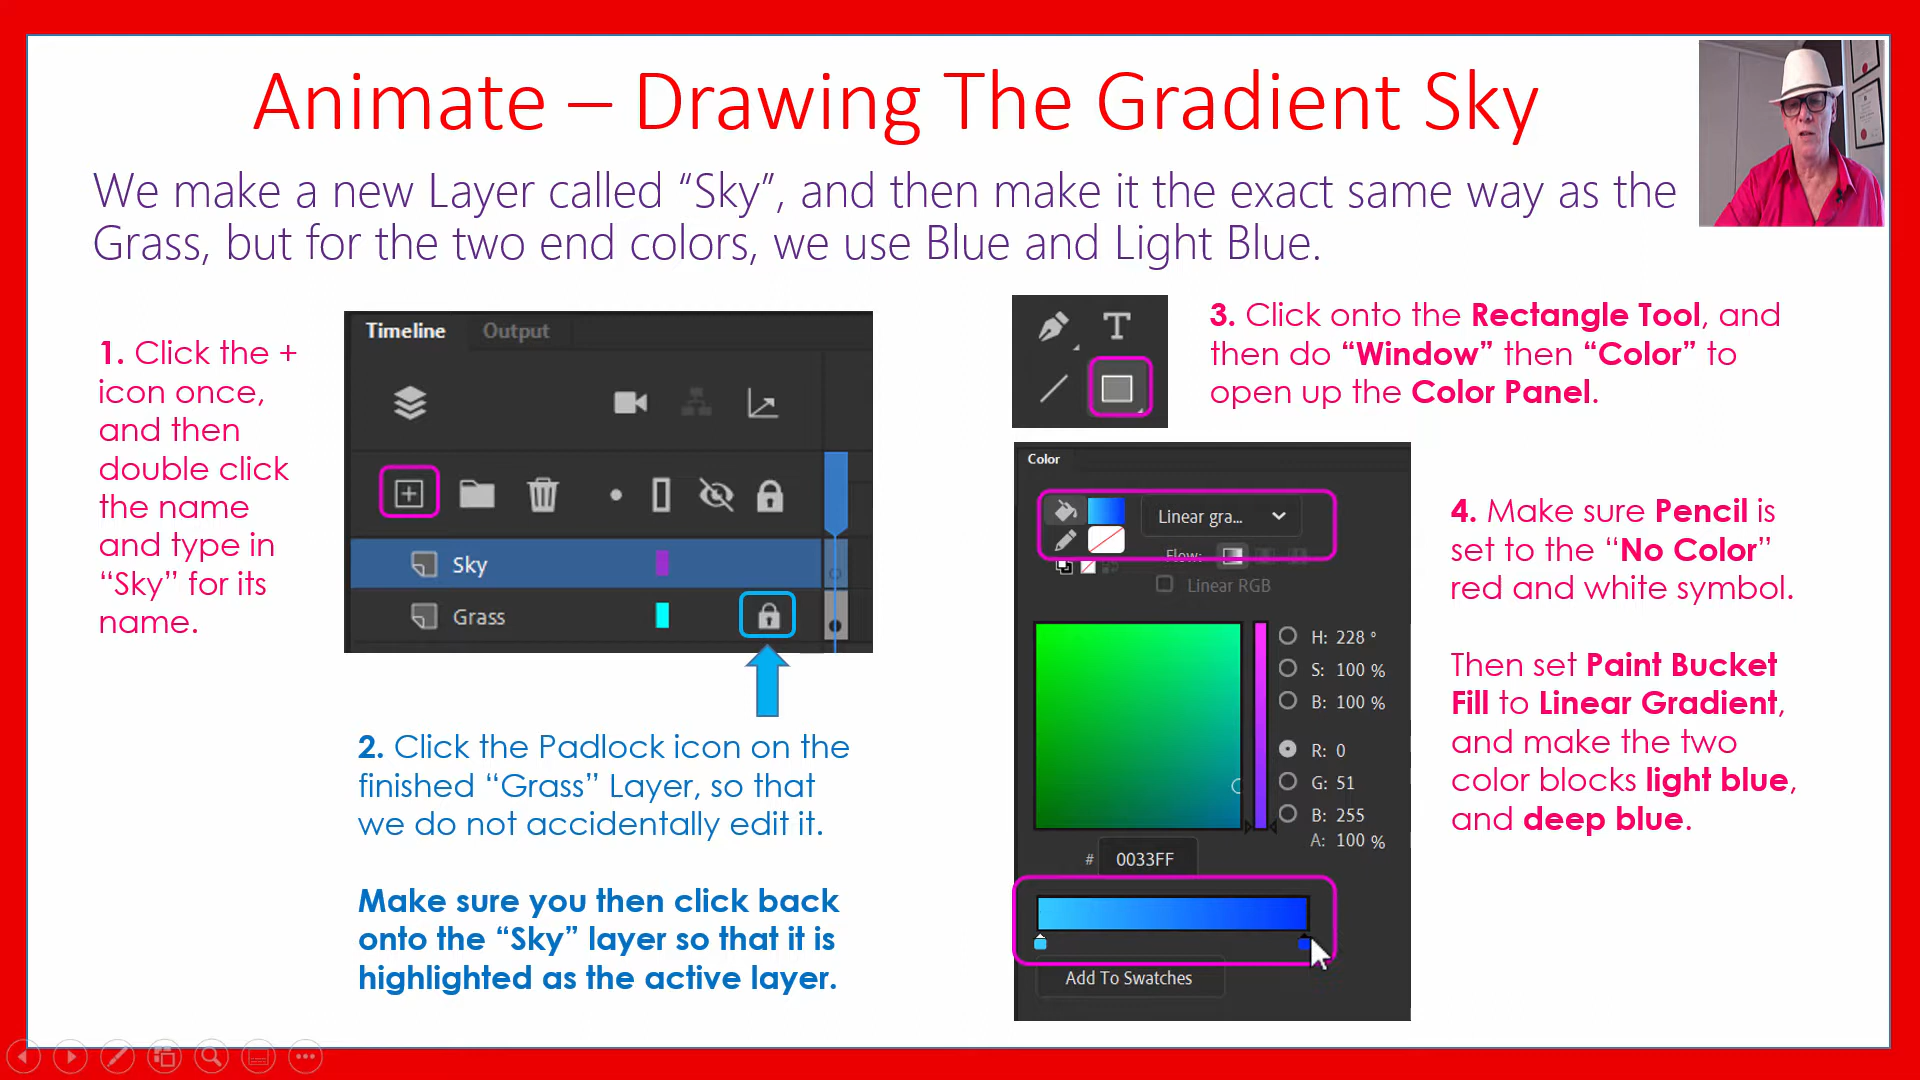 Animate – Drawing The Gradient Sky
We make a new Layer called “Sky”, and then make it the exact same way as the
Grass, but for the two end colors, we use Blue and Light Blue.
1. Click the +
icon once,
and then
double click
the name
and type in
“Sky” for its
name.
Timeline Output
Sky
Grass
2. Click the Padlock icon on the
finished “Grass” Layer, so that
we do not accidentally edit it.
Make sure you then click back
onto the “Sky” layer so that it is
highlighted as the active layer.
3. Click onto the Rectangle Tool, and
then do “Window” then “Color” to
open up the Color Panel.
Color
Linear gra...
Flow:
Linear RGB
H: 228 °
S: 100 %
B: 100 %
R: 0
G: 51
B: 255
A: 100 %
# 0033FF
Add To Swatches
4. Make sure Pencil is
set to the “No Color”
red and white symbol.
Then set Paint Bucket
Fill to Linear Gradient,
and make the two
color blocks light blue,
and deep blue.